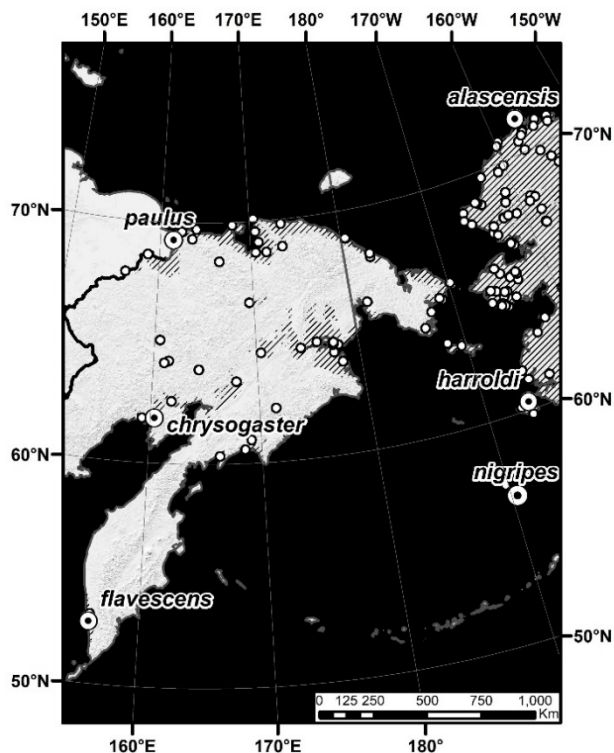 150°E 160°E 170°E 180° 170°W 160°W 150°W
alascensis
70°N
70°N
paulus
harroldi
60°N
chrysogaster
60°N
nigripes
flavescens
50°N
50°N
0 125 250 500 750 1,000
Km
160°E 170°E 180°